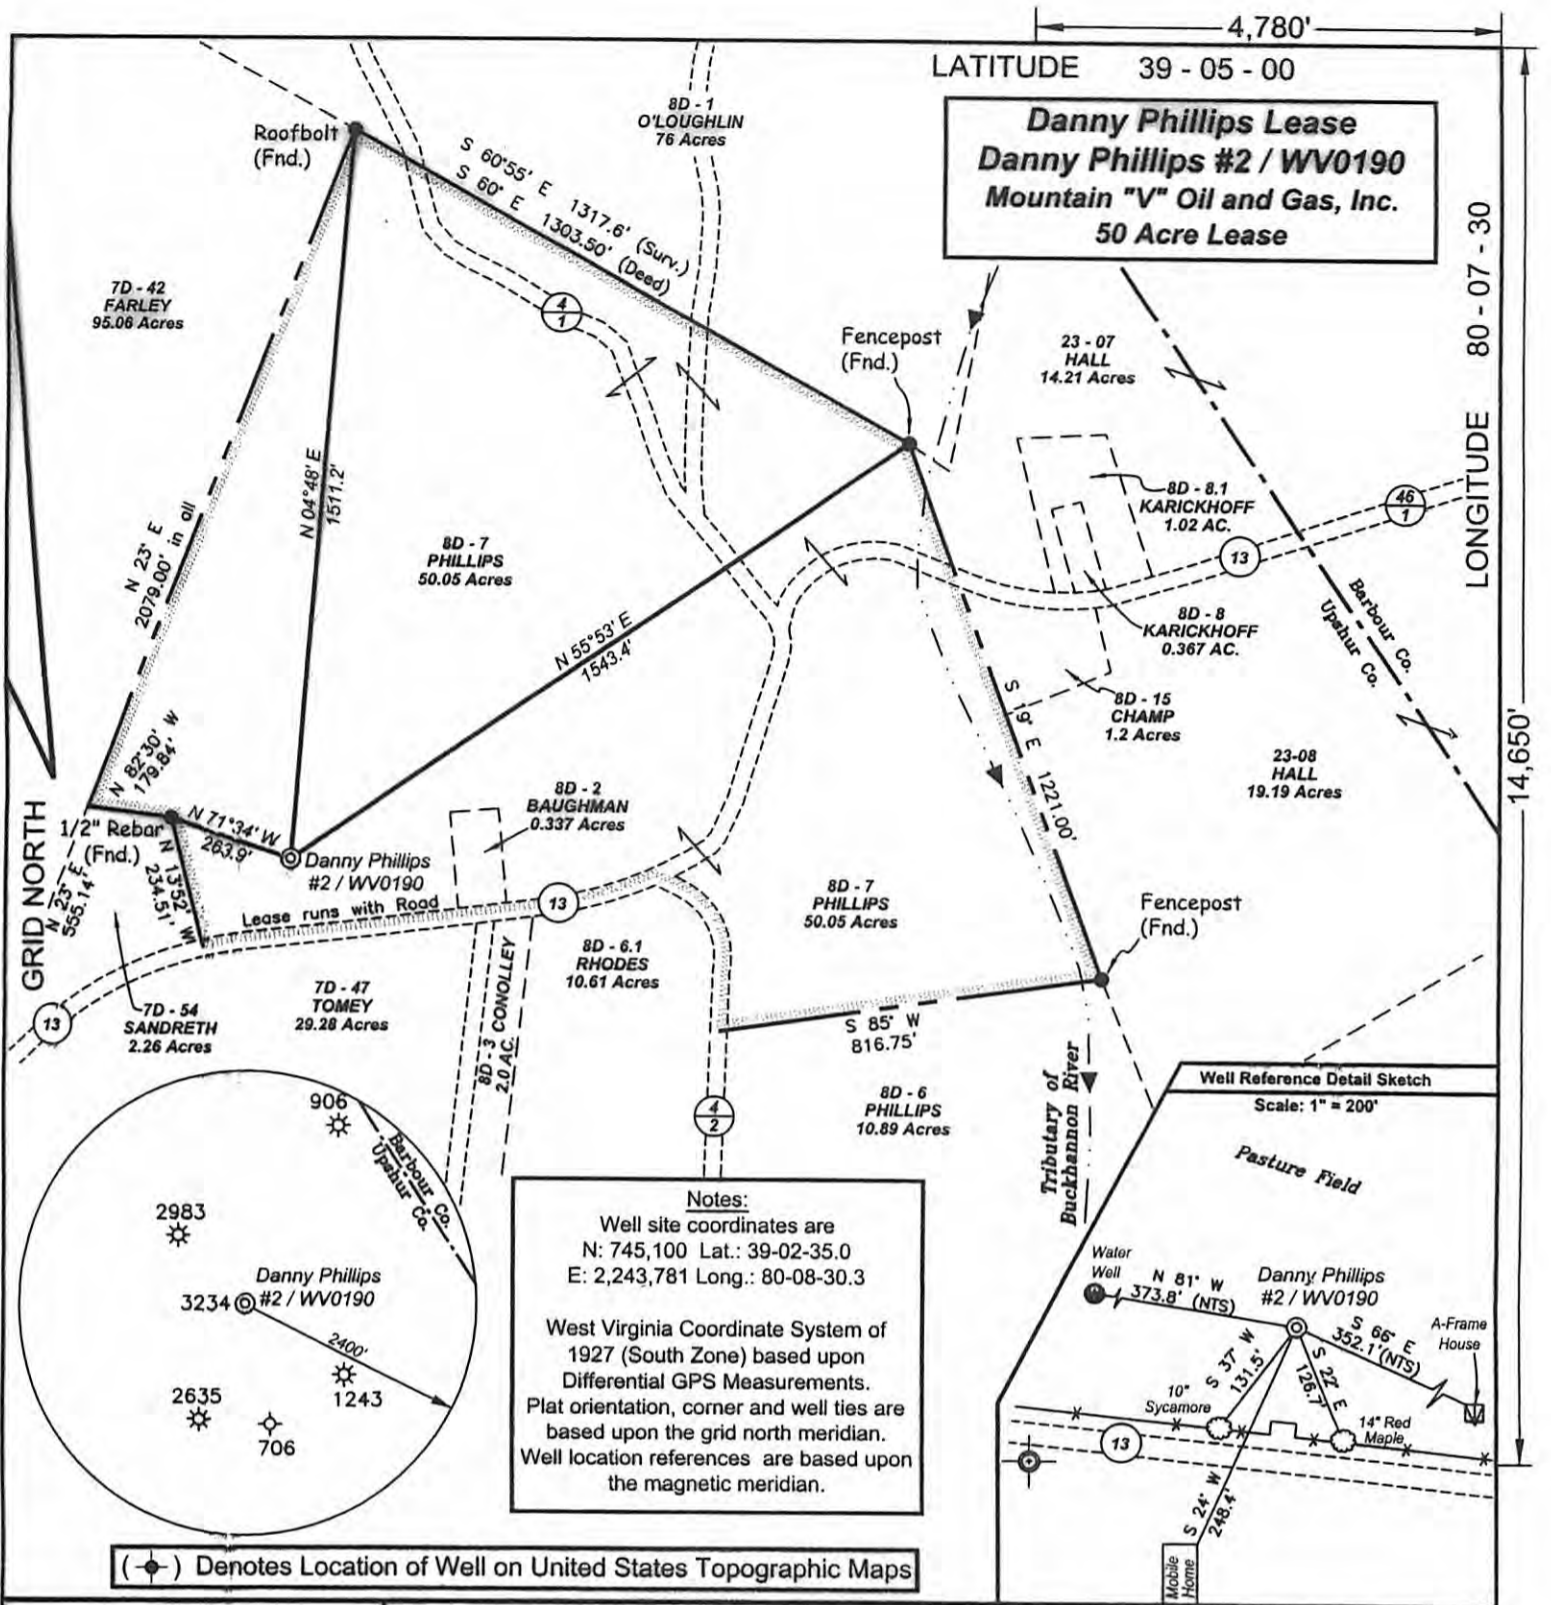 4,780'
LATITUDE 39 - 05 - 00
Danny Phillips Lease
Danny Phillips #2 / WV0190
Mountain "V" Oil and Gas, Inc.
50 Acre Lease
LONGITUDE 80 - 07 - 30
14,650'
8D - 1
O'LOUGHLIN
76 Acres
Roofbolt
(Fnd.)
S 60°55' E 1317.6' (Surv.)
S 60° E 1303.50' (Deed)
4
1
7D - 42
FARLEY
95.06 Acres
Fencepost
(Fnd.)
23 - 07
HALL
14.21 Acres
N 23° E
2079.00' in all
N 04°48' E
1511.2'
8D - 7
PHILLIPS
50.05 Acres
8D - 8.1
KARICKHOFF
1.02 AC.
46
1
13
8D - 8
KARICKHOFF
0.367 AC.
Barbour Co.
Upshur Co.
N 55°53' E
1543.4'
8D - 15
CHAMP
1.2 Acres
S 19° E 1221.00'
23-08
HALL
19.19 Acres
N 82°30' W
179.84'
N 71°34' W
263.9'
1/2" Rebar
(Fnd.)
N 13°52' W
234.51'
N 23° E
555.14'
GRID NORTH
Danny Phillips
#2 / WV0190
8D - 2
BAUGHMAN
0.337 Acres
Lease runs with Road
13
8D - 7
PHILLIPS
50.05 Acres
Fencepost
(Fnd.)
8D - 6.1
RHODES
10.61 Acres
7D - 47
TOMEY
29.28 Acres
7D - 54
SANDRETH
2.26 Acres
13
8D - 3 CONOLLEY
2.0 AC.
S 85° W
816.75'
8D - 6
PHILLIPS
10.89 Acres
4
2
Tributary of
Buckhannon River
906
Barbour Co.
Upshur Co.
2983
Danny Phillips
3234 #2 / WV0190
2400'
1243
2635
706
Notes:
Well site coordinates are
N: 745,100 Lat.: 39-02-35.0
E: 2,243,781 Long.: 80-08-30.3
West Virginia Coordinate System of
1927 (South Zone) based upon
Differential GPS Measurements.
Plat orientation, corner and well ties are
based upon the grid north meridian.
Well location references are based upon
the magnetic meridian.
Well Reference Detail Sketch
Scale: 1" = 200'
Pasture Field
Water
Well
W
N 81° W
373.8' (NTS)
Danny Phillips
#2 / WV0190
S 66° E
352.1' (NTS)
A-Frame
House
S 37° W
131.5'
S 22° E
126.7'
10"
Sycamore
14" Red
Maple
13
S 24° W
248.4'
Mobile
Home
( ) Denotes Location of Well on United States Topographic Maps